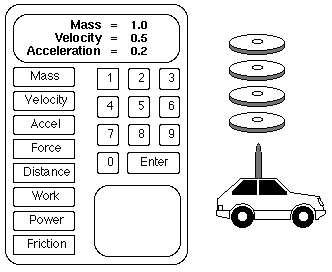 Mass = 1.0
Velocity = 0.5
Acceleration = 0.2
Mass
Velocity
Accel
Force
Distance
Work
Power
Friction
1 2 3
4 5 6
7 8 9
0 Enter